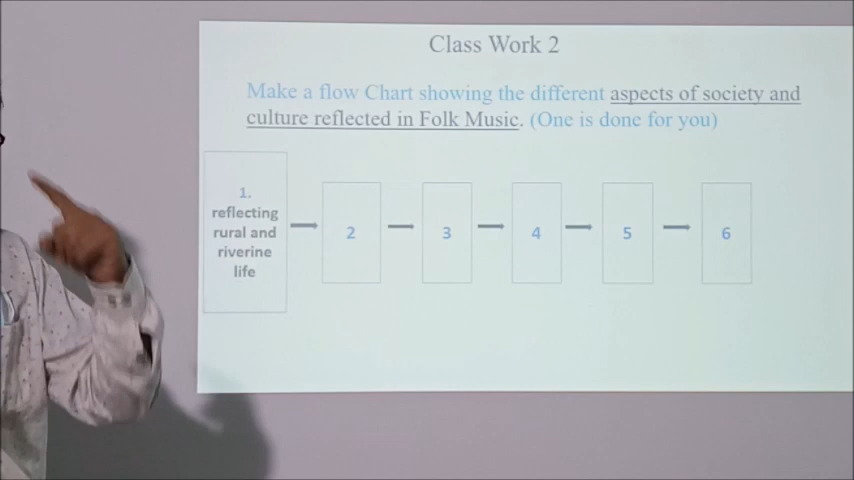 Class Work 2
Make a flow Chart showing the different aspects of society and
culture reflected in Folk Music. (One is done for you)
1.
reflecting
rural and
riverine
life
2
3
4
5
6